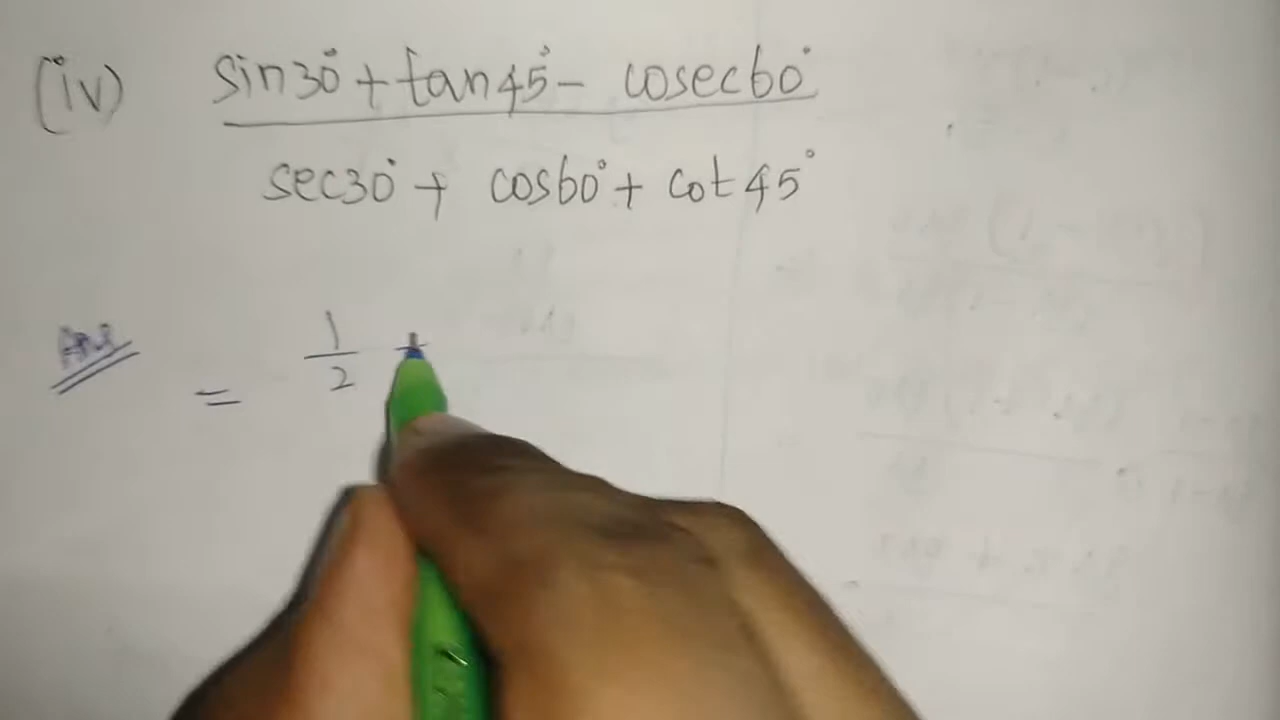 (iv) sin30° + tan45° - cosec60°
sec30° + cos60° + cot45°
Ans
= 1/2 +